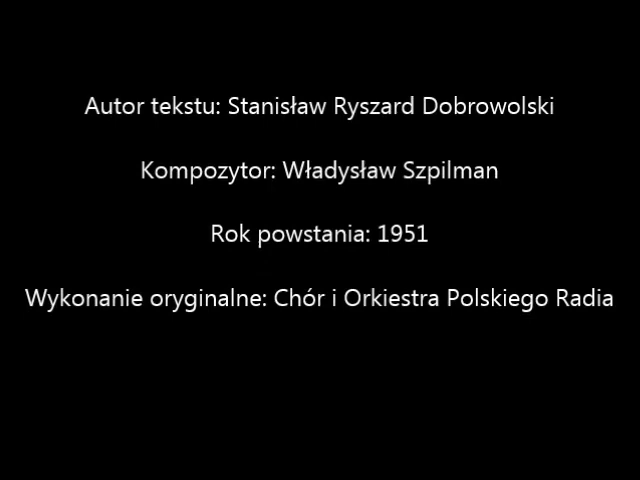 Autor tekstu: Stanisław Ryszard Dobrowolski
Kompozytor: Władysław Szpilman
Rok powstania: 1951
Wykonanie oryginalne: Chór i Orkiestra Polskiego Radia